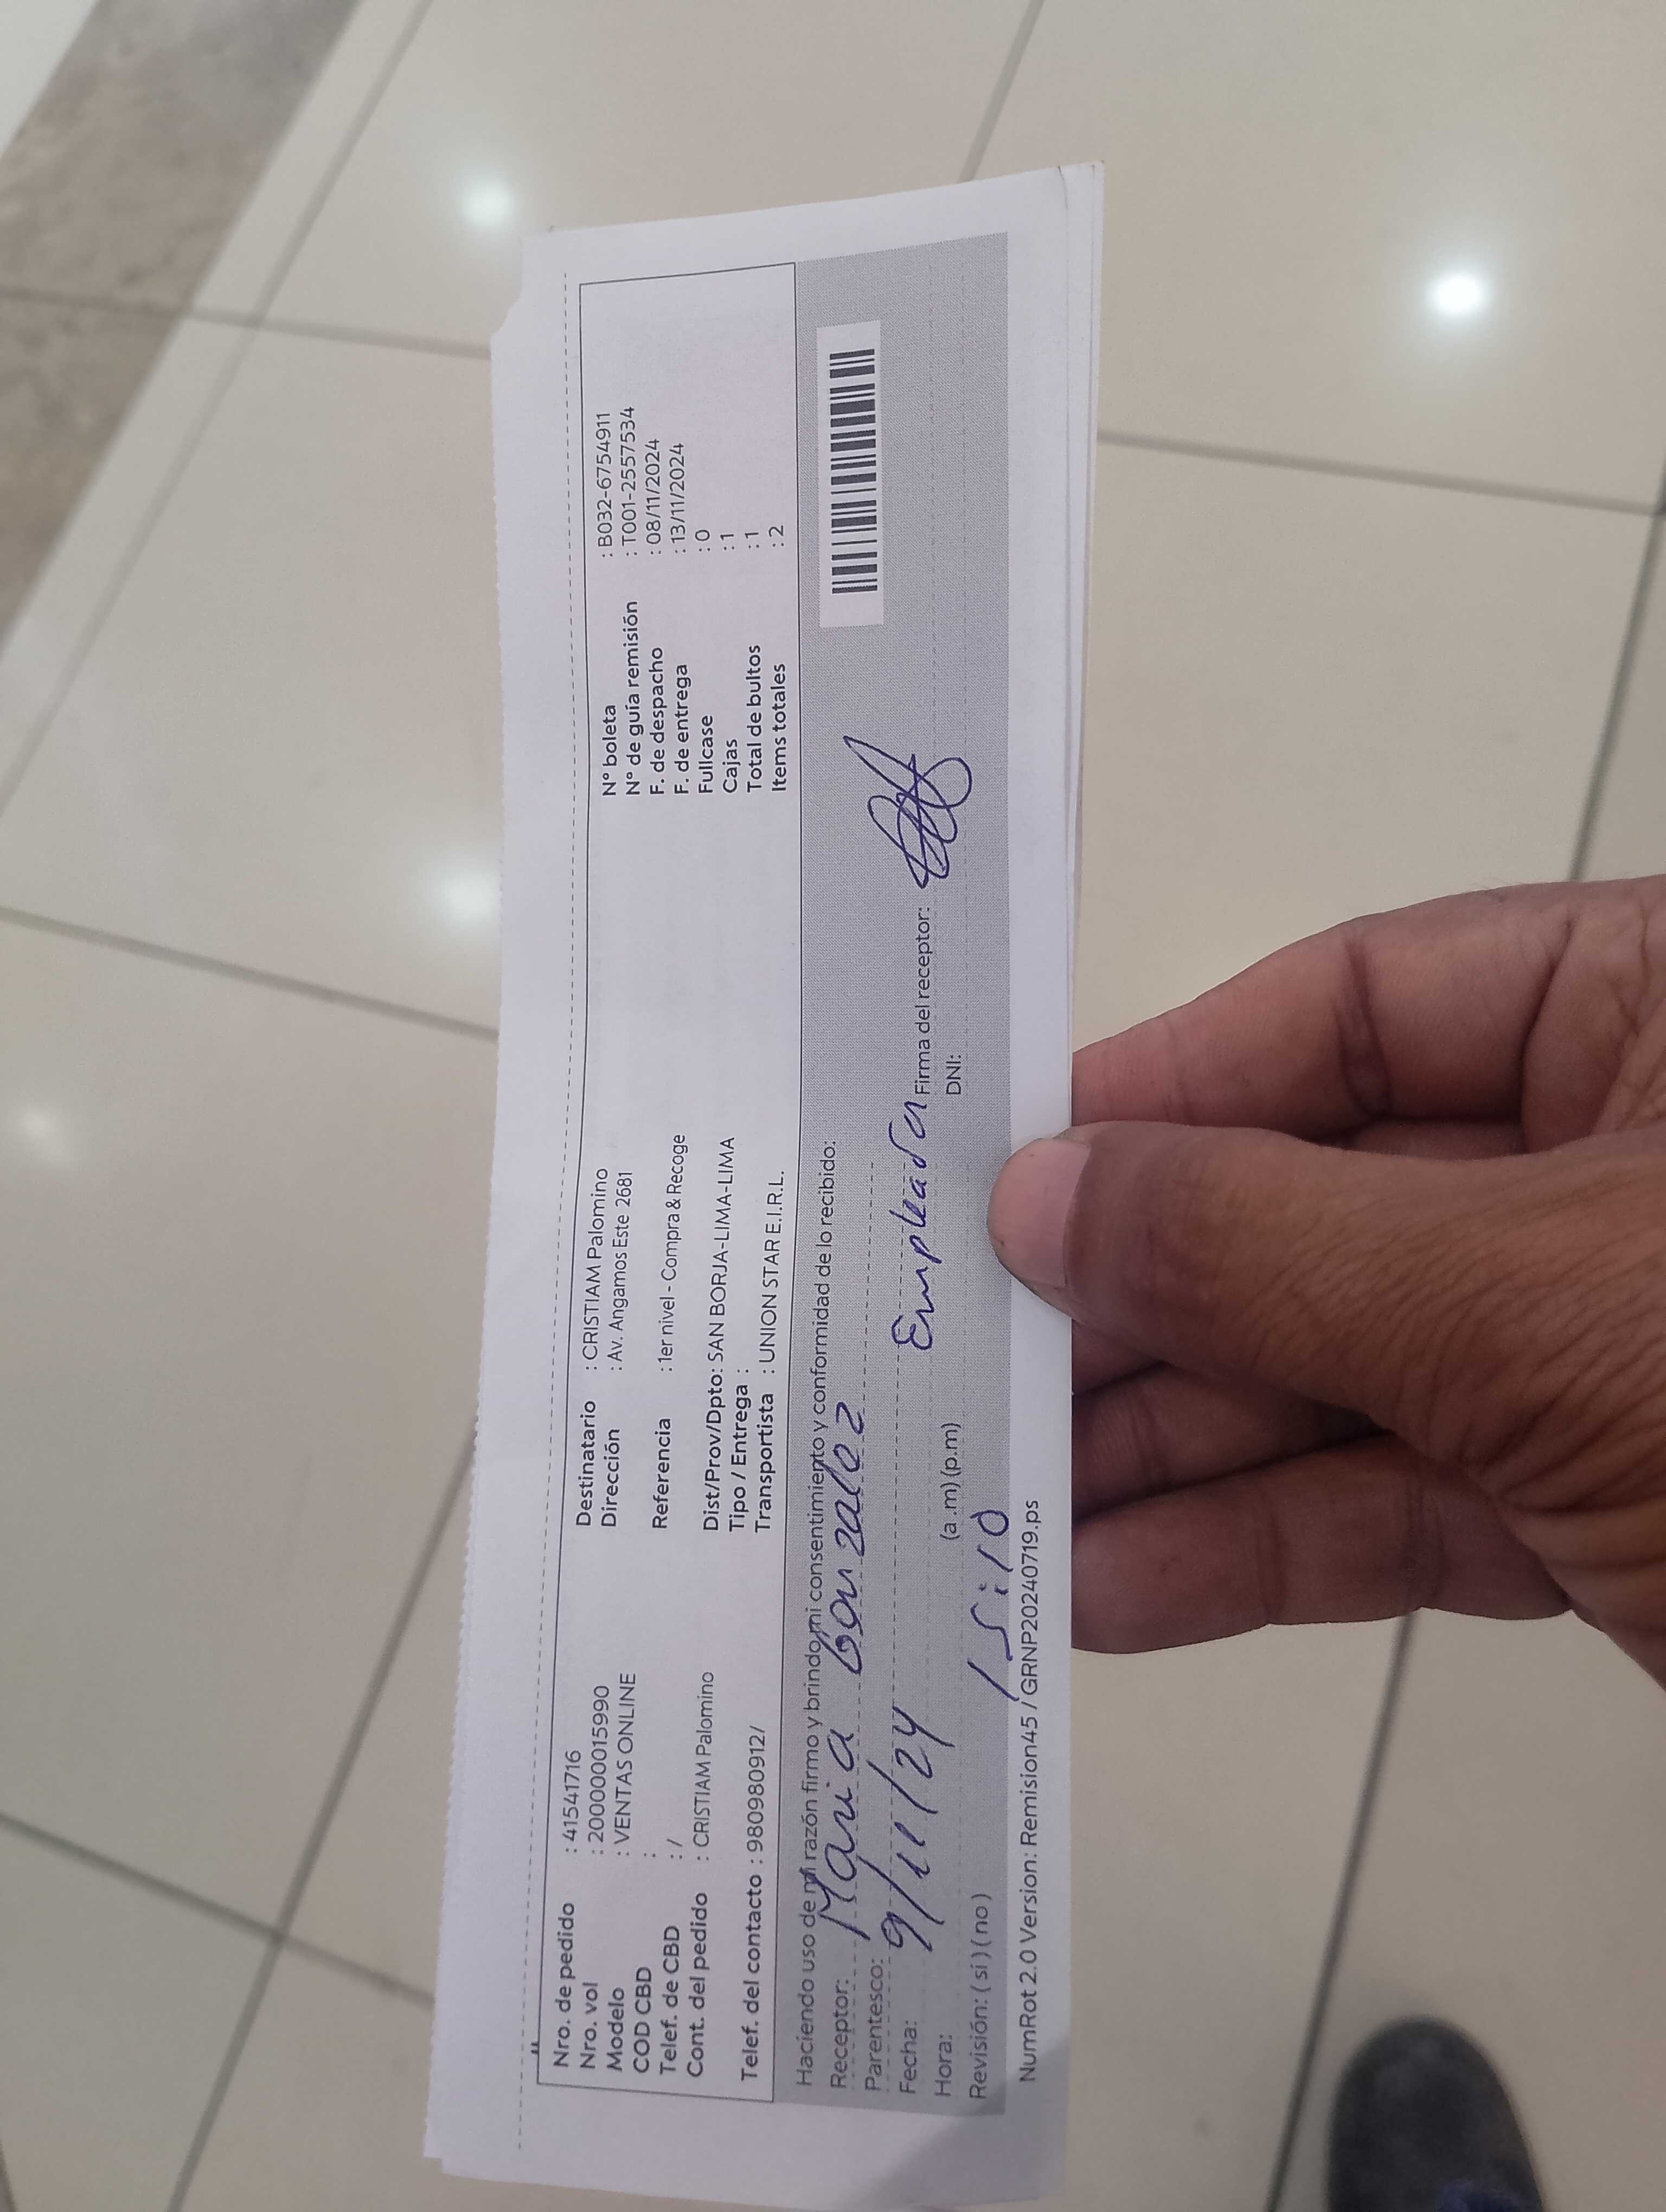 Nro. de pedido : 41541716
Nro. vol : 200000015990
Modelo : VENTAS ONLINE
COD CBD :
Telef. de CBD : /
Cont. del pedido : CRISTIAM Palomino
Telef. del contacto : 980980912/
Destinatario : CRISTIAM Palomino
Dirección : Av. Angamos Este 2681
Referencia : 1er nivel - Compra & Recoge
Dist/Prov/Dpto: SAN BORJA-LIMA-LIMA
Tipo / Entrega :
Transportista : UNION STAR E.I.R.L.
N° boleta : B032-6754911
N° de guía remisión : T001-2557534
F. de despacho : 08/11/2024
F. de entrega : 13/11/2024
Fullcase : 0
Cajas : 1
Total de bultos : 1
Items totales : 2
Haciendo uso de mi razón firmo y brindo mi consentimiento y conformidad de lo recibido:
Receptor: Maria Gonzalez
Parentesco: Empleada
Fecha: 9/11/24
Firma del receptor:
Hora: 15:10 (a.m) (p.m)
DNI:
Revisión: ( si ) ( no )
NumRot 2.0 Version: Remision45 / GRNP20240719.ps